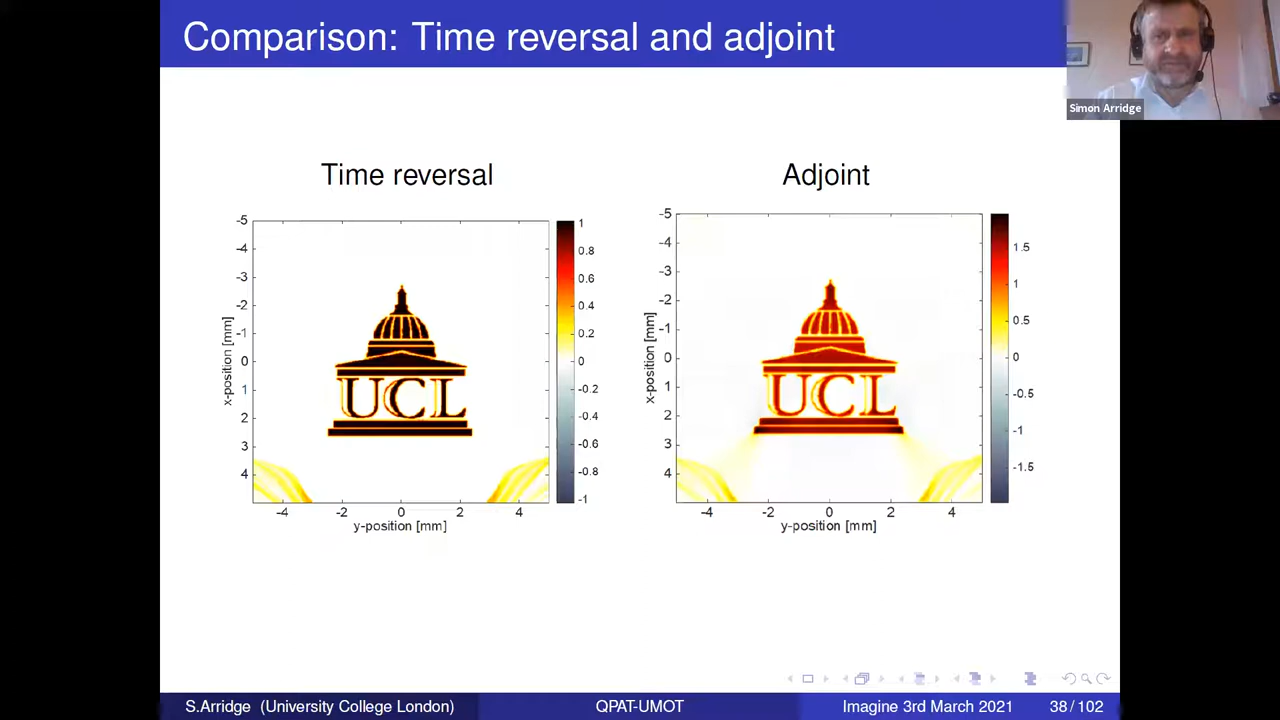 Comparison: Time reversal and adjoint
Simon Arridge
Time reversal
Adjoint
-5
-4
-3
-2
-1
0
1
2
3
4
x-position [mm]
-4 -2 0 2 4
y-position [mm]
1
0.8
0.6
0.4
0.2
0
-0.2
-0.4
-0.6
-0.8
-1
UCL
-5
-4
-3
-2
-1
0
1
2
3
4
x-position [mm]
-4 -2 0 2 4
y-position [mm]
1.5
1
0.5
0
-0.5
-1
-1.5
UCL
S.Arridge (University College London) QPAT-UMOT Imagine 3rd March 2021 38 / 102